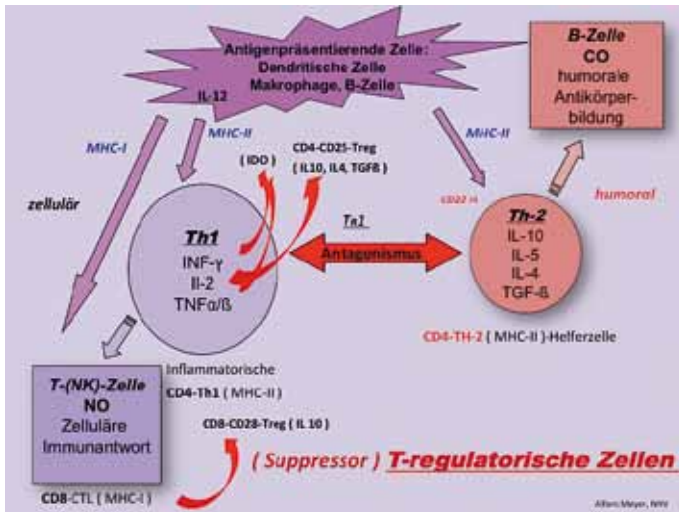 Antigenpräsentierende Zelle:
Dendritische Zelle
Makrophage, B-Zelle
IL-12
B-Zelle
CO
humorale
Antikörper-
bildung
MHC-I
MHC-II
MHC-II
CD4-CD25-Treg
( IDO )
( IL10, IL4, TGFß )
zellulär
humoral
Th1
INF-γ
Il-2
TNFα/ß
Antagonismus
Th-2
IL-10
IL-5
IL-4
TGF-ß
CD4-TH-2 ( MHC-II )-Helferzelle
Inflammatorische
CD4-Th1 ( MHC-II )
T-(NK)-Zelle
NO
Zelluläre
Immunantwort
CD8-CD28-Treg ( IL 10 )
( Suppressor ) T-regulatorische Zellen
CD8-CTL ( MHC-I )